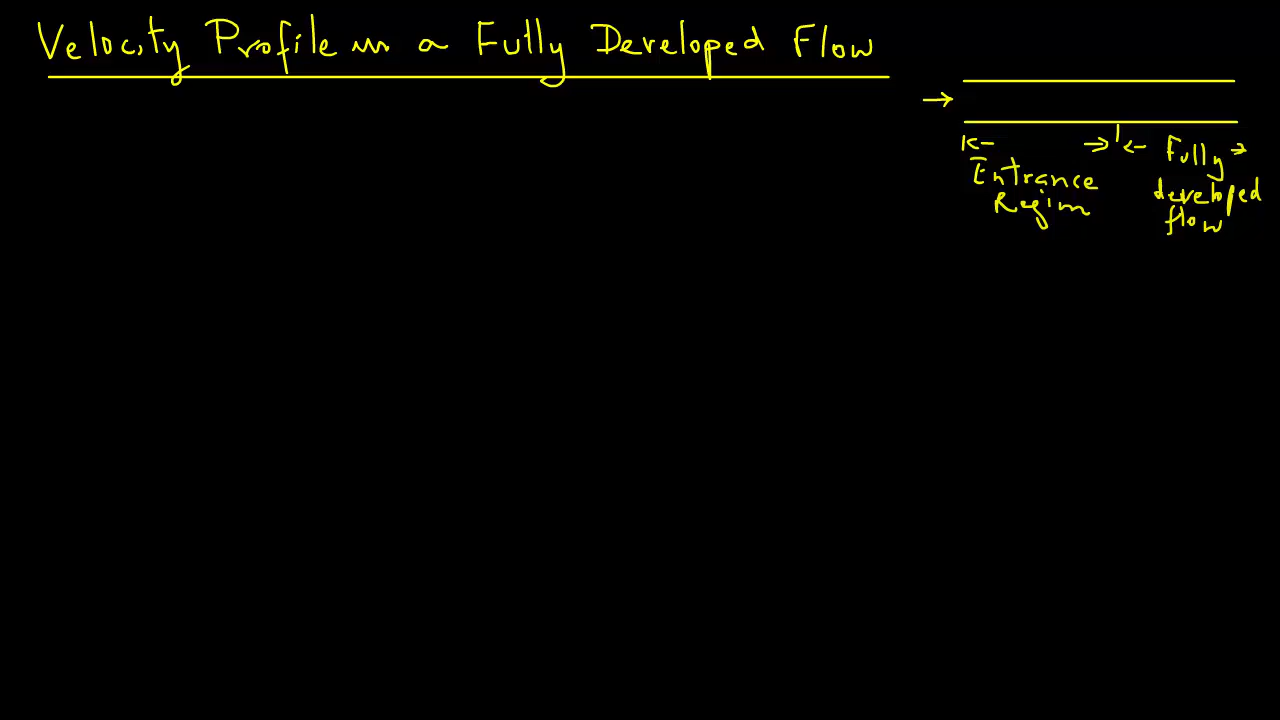 Velocity Profile in a Fully Developed Flow
Entrance
Regim
Fully
developed
flow